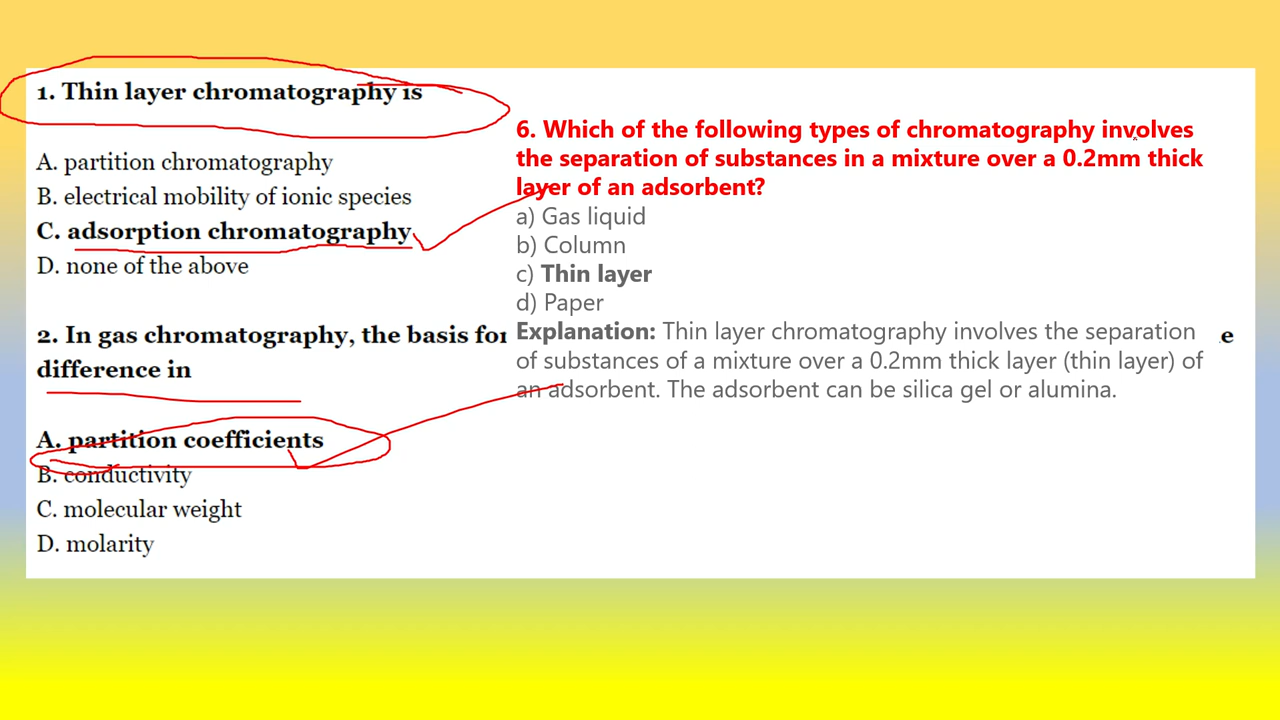 1. Thin layer chromatography is
A. partition chromatography
B. electrical mobility of ionic species
C. adsorption chromatography
D. none of the above
2. In gas chromatography, the basis for
e
difference in
A. partition coefficients
B. conductivity
C. molecular weight
D. molarity
6. Which of the following types of chromatography involves
the separation of substances in a mixture over a 0.2mm thick
layer of an adsorbent?
a) Gas liquid
b) Column
c) Thin layer
d) Paper
Explanation: Thin layer chromatography involves the separation
of substances of a mixture over a 0.2mm thick layer (thin layer) of
an adsorbent. The adsorbent can be silica gel or alumina.